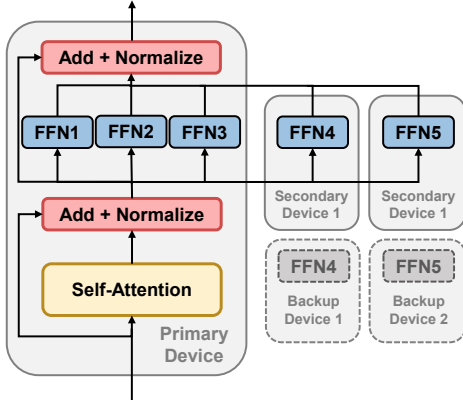 Add + Normalize
FFN1
FFN2
FFN3
FFN4
FFN5
Secondary
Device 1
Secondary
Device 1
Add + Normalize
Self-Attention
FFN4
FFN5
Backup
Device 1
Backup
Device 2
Primary
Device